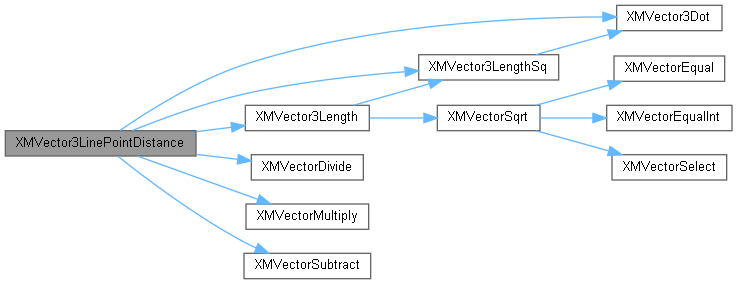 XMVector3Dot
XMVector3LengthSq
XMVectorEqual
XMVector3Length
XMVectorSqrt
XMVectorEqualInt
XMVector3LinePointDistance
XMVectorDivide
XMVectorSelect
XMVectorMultiply
XMVectorSubtract